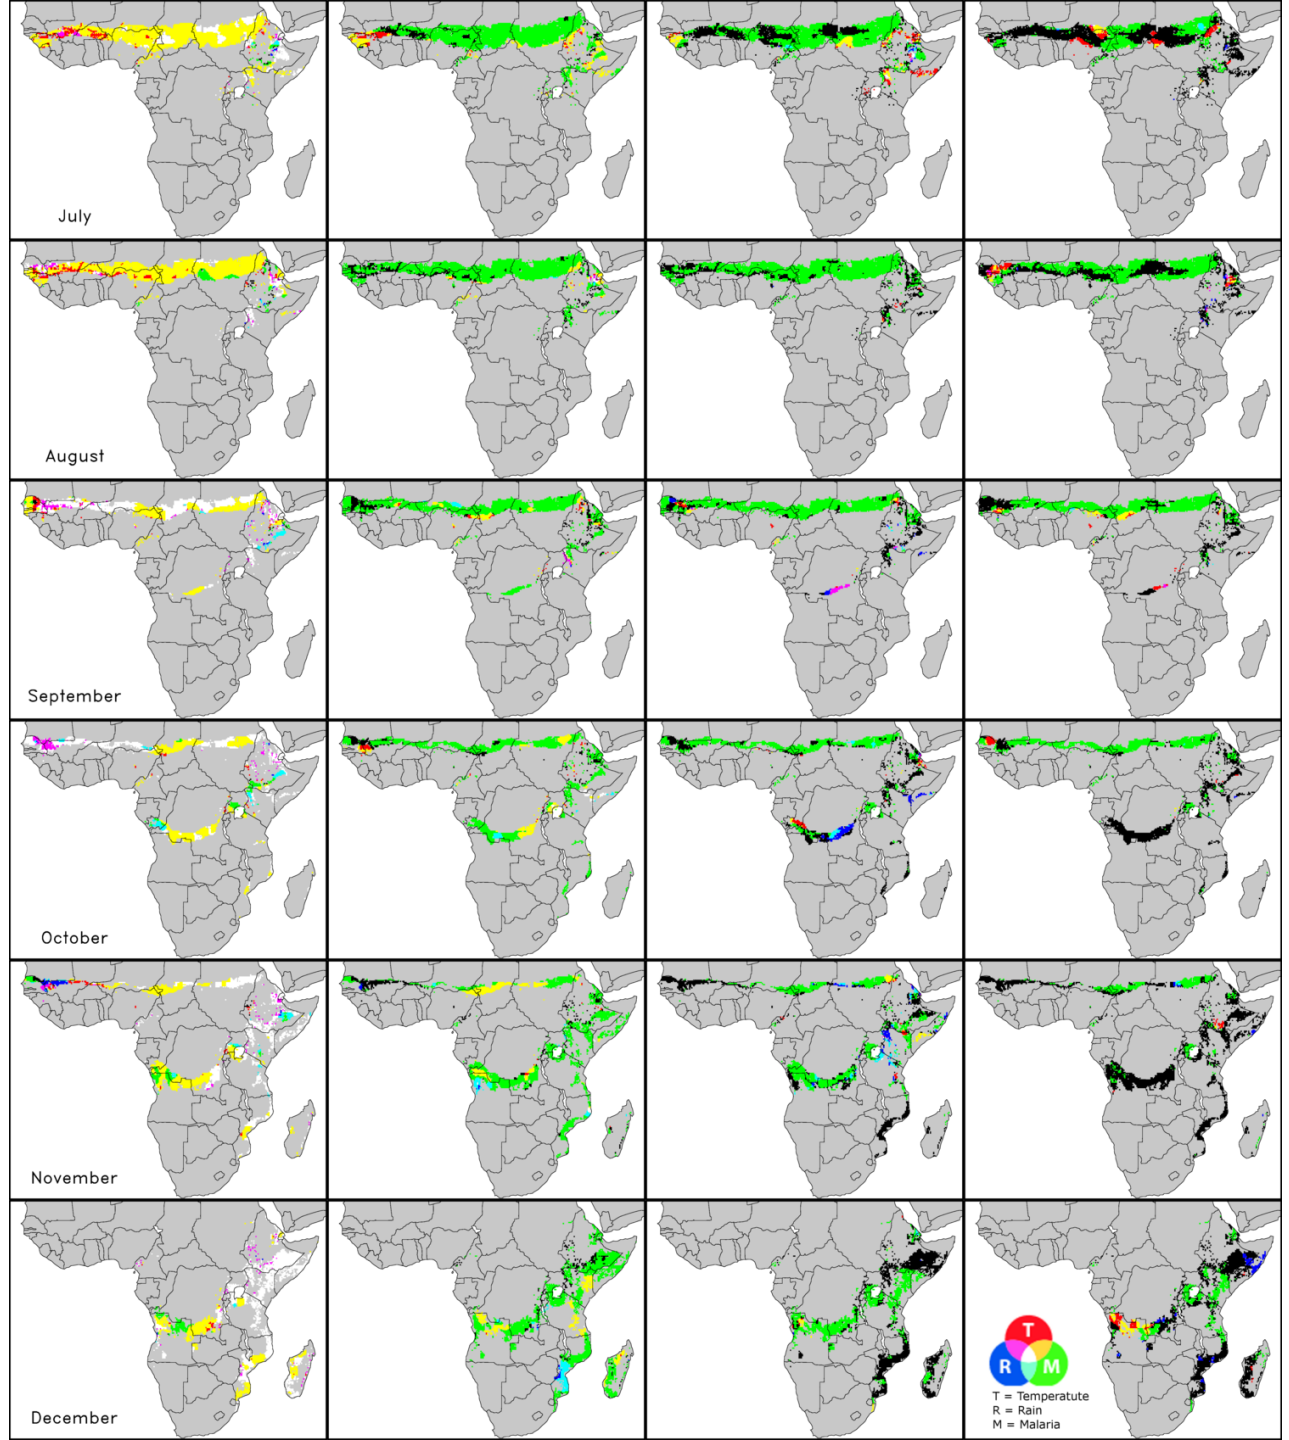 July
August
September
October
November
December
T
R M
T = Temperatute
R = Rain
M = Malaria